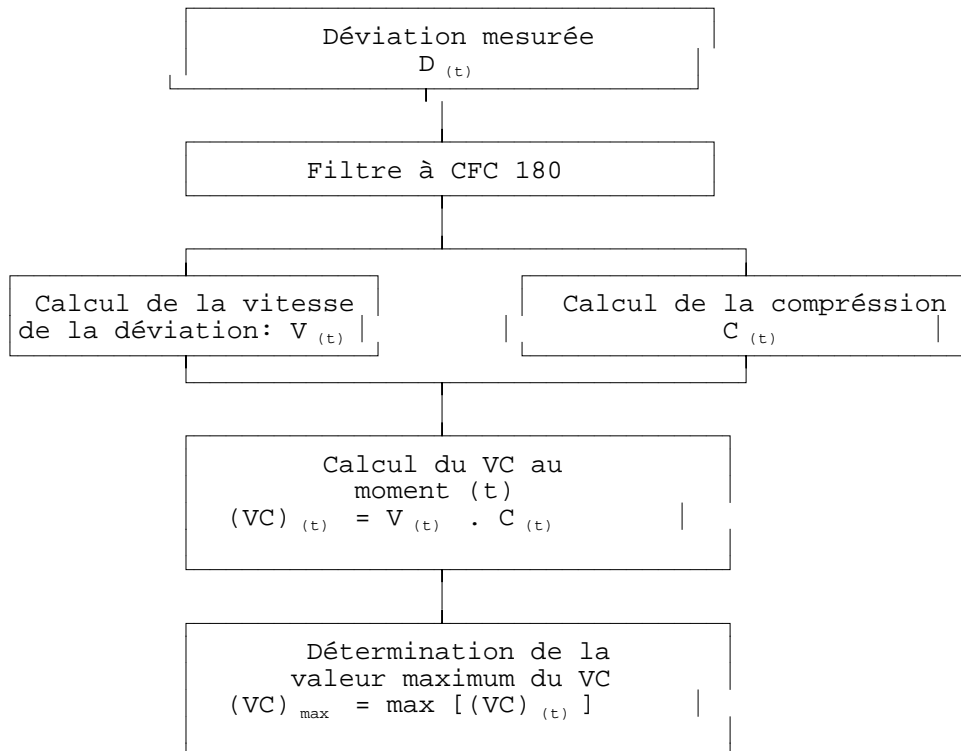 Déviation mesurée
D (t)
Filtre à CFC 180
Calcul de la vitesse
de la déviation: V (t)
Calcul de la compréssion
C (t)
Calcul du VC au
moment (t)
(VC) (t) = V (t) . C (t)
Détermination de la
valeur maximum du VC
(VC) max = max [(VC) (t) ]